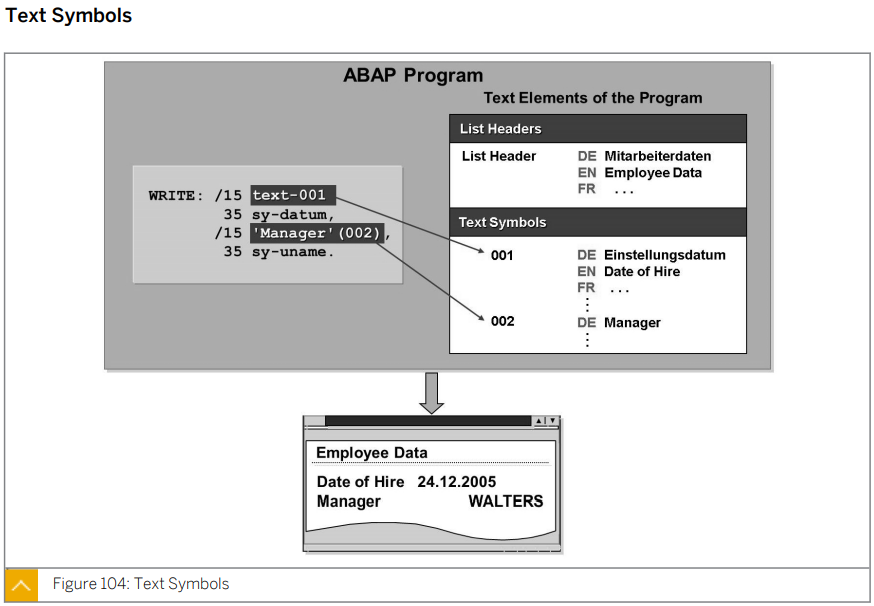 Text Symbols
ABAP Program
Text Elements of the Program
List Headers
List Header DE Mitarbeiterdaten
EN Employee Data
FR ...
WRITE: /15 text-001
35 sy-datum,
/15 'Manager'(002),
35 sy-uname.
Text Symbols
001 DE Einstellungsdatum
EN Date of Hire
FR ...
002 DE Manager
Employee Data
Date of Hire 24.12.2005
Manager WALTERS
Figure 104: Text Symbols